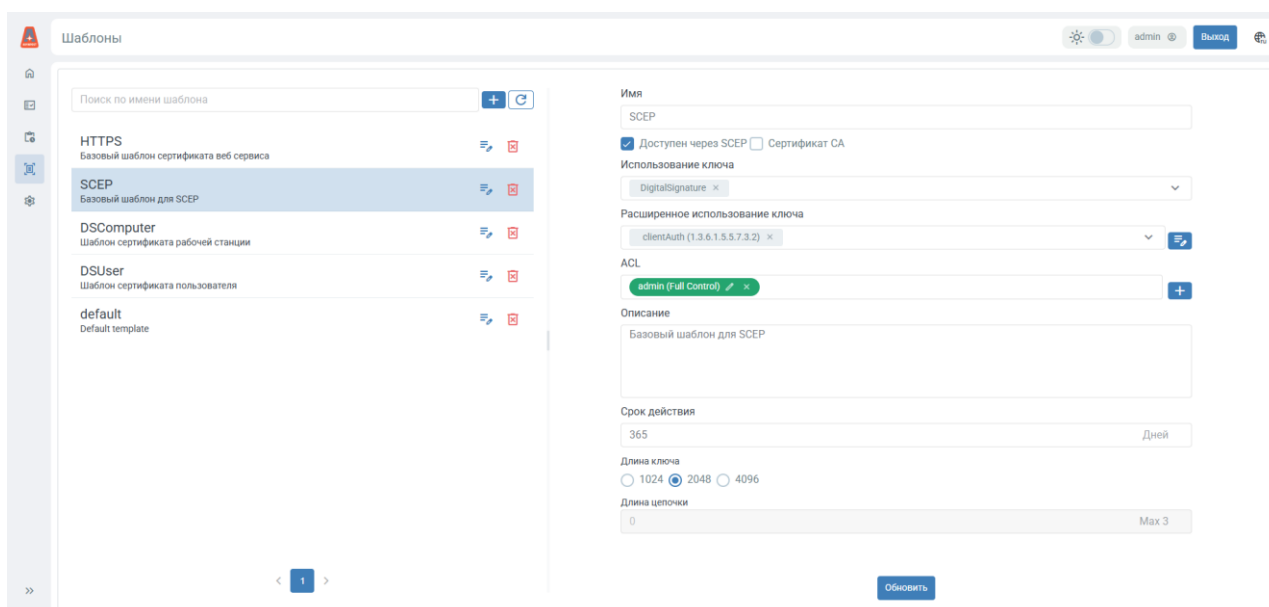 Шаблоны
admin
Выход
Поиск по имени шаблона
HTTPS
Базовый шаблон сертификата веб сервиса
SCEP
Базовый шаблон для SCEP
DSComputer
Шаблон сертификата рабочей станции
DSUser
Шаблон сертификата пользователя
default
Default template
1
Имя
SCEP
Доступен через SCEP Сертификат CA
Использование ключа
DigitalSignature ×
Расширенное использование ключа
clientAuth (1.3.6.1.5.5.7.3.2) ×
ACL
admin (Full Control) ×
Описание
Базовый шаблон для SCEP
Срок действия
365 Дней
Длина ключа
1024 2048 4096
Длина цепочки
0 Max 3
Обновить